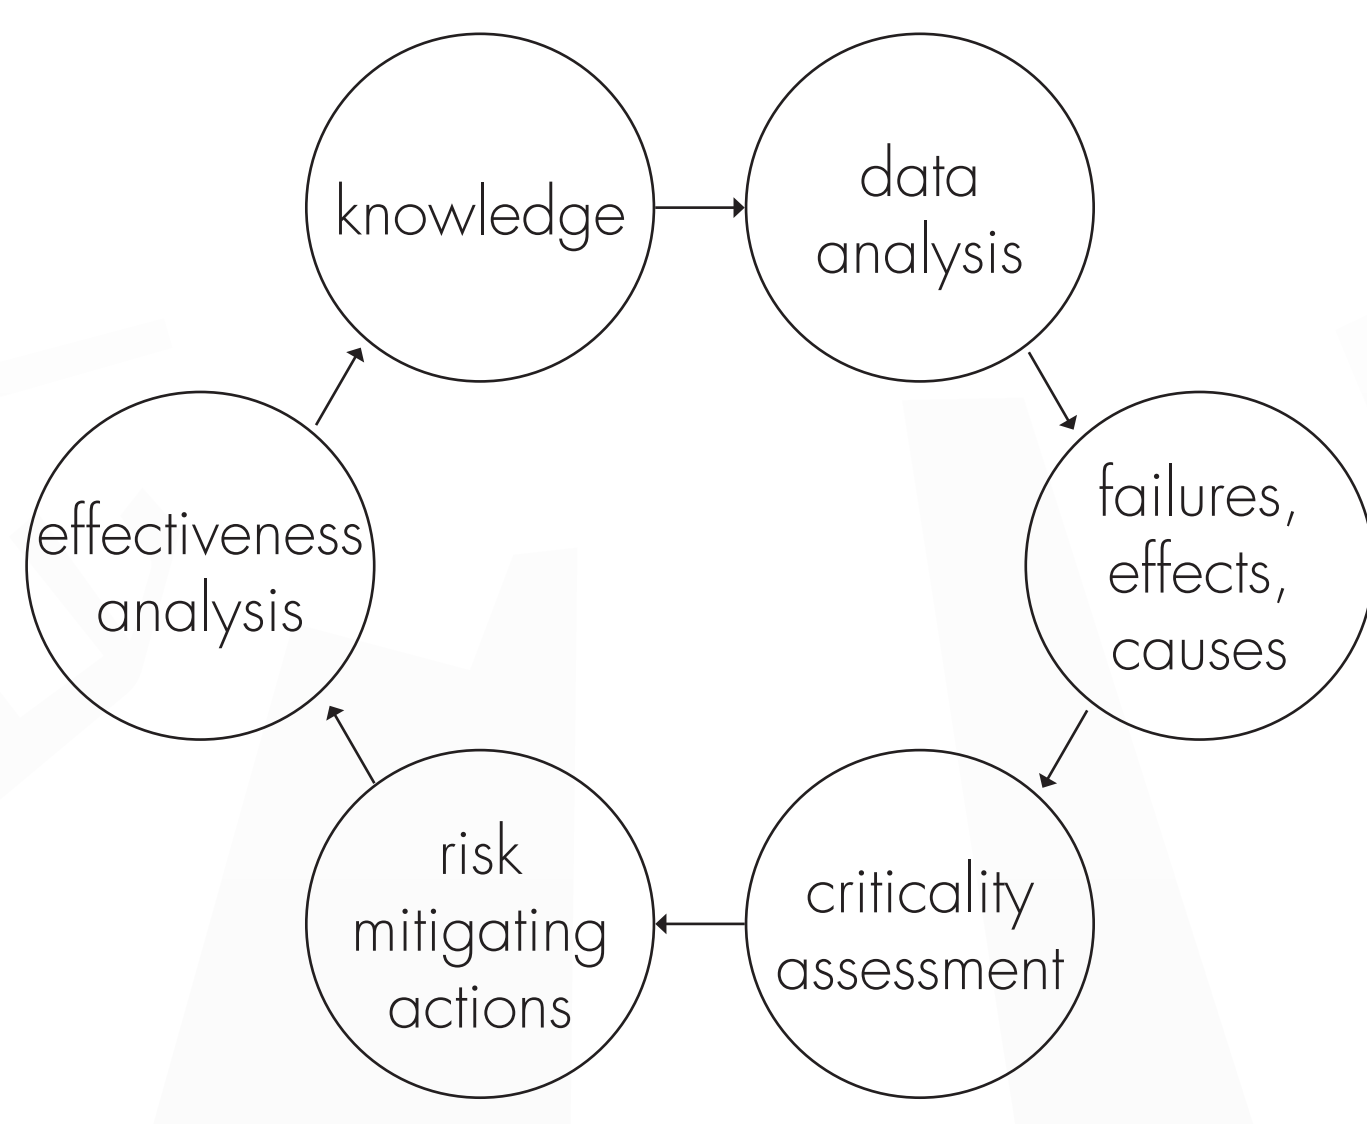 knowledge
data
analysis
failures,
effects,
causes
criticality
assessment
risk
mitigating
actions
effectiveness
analysis